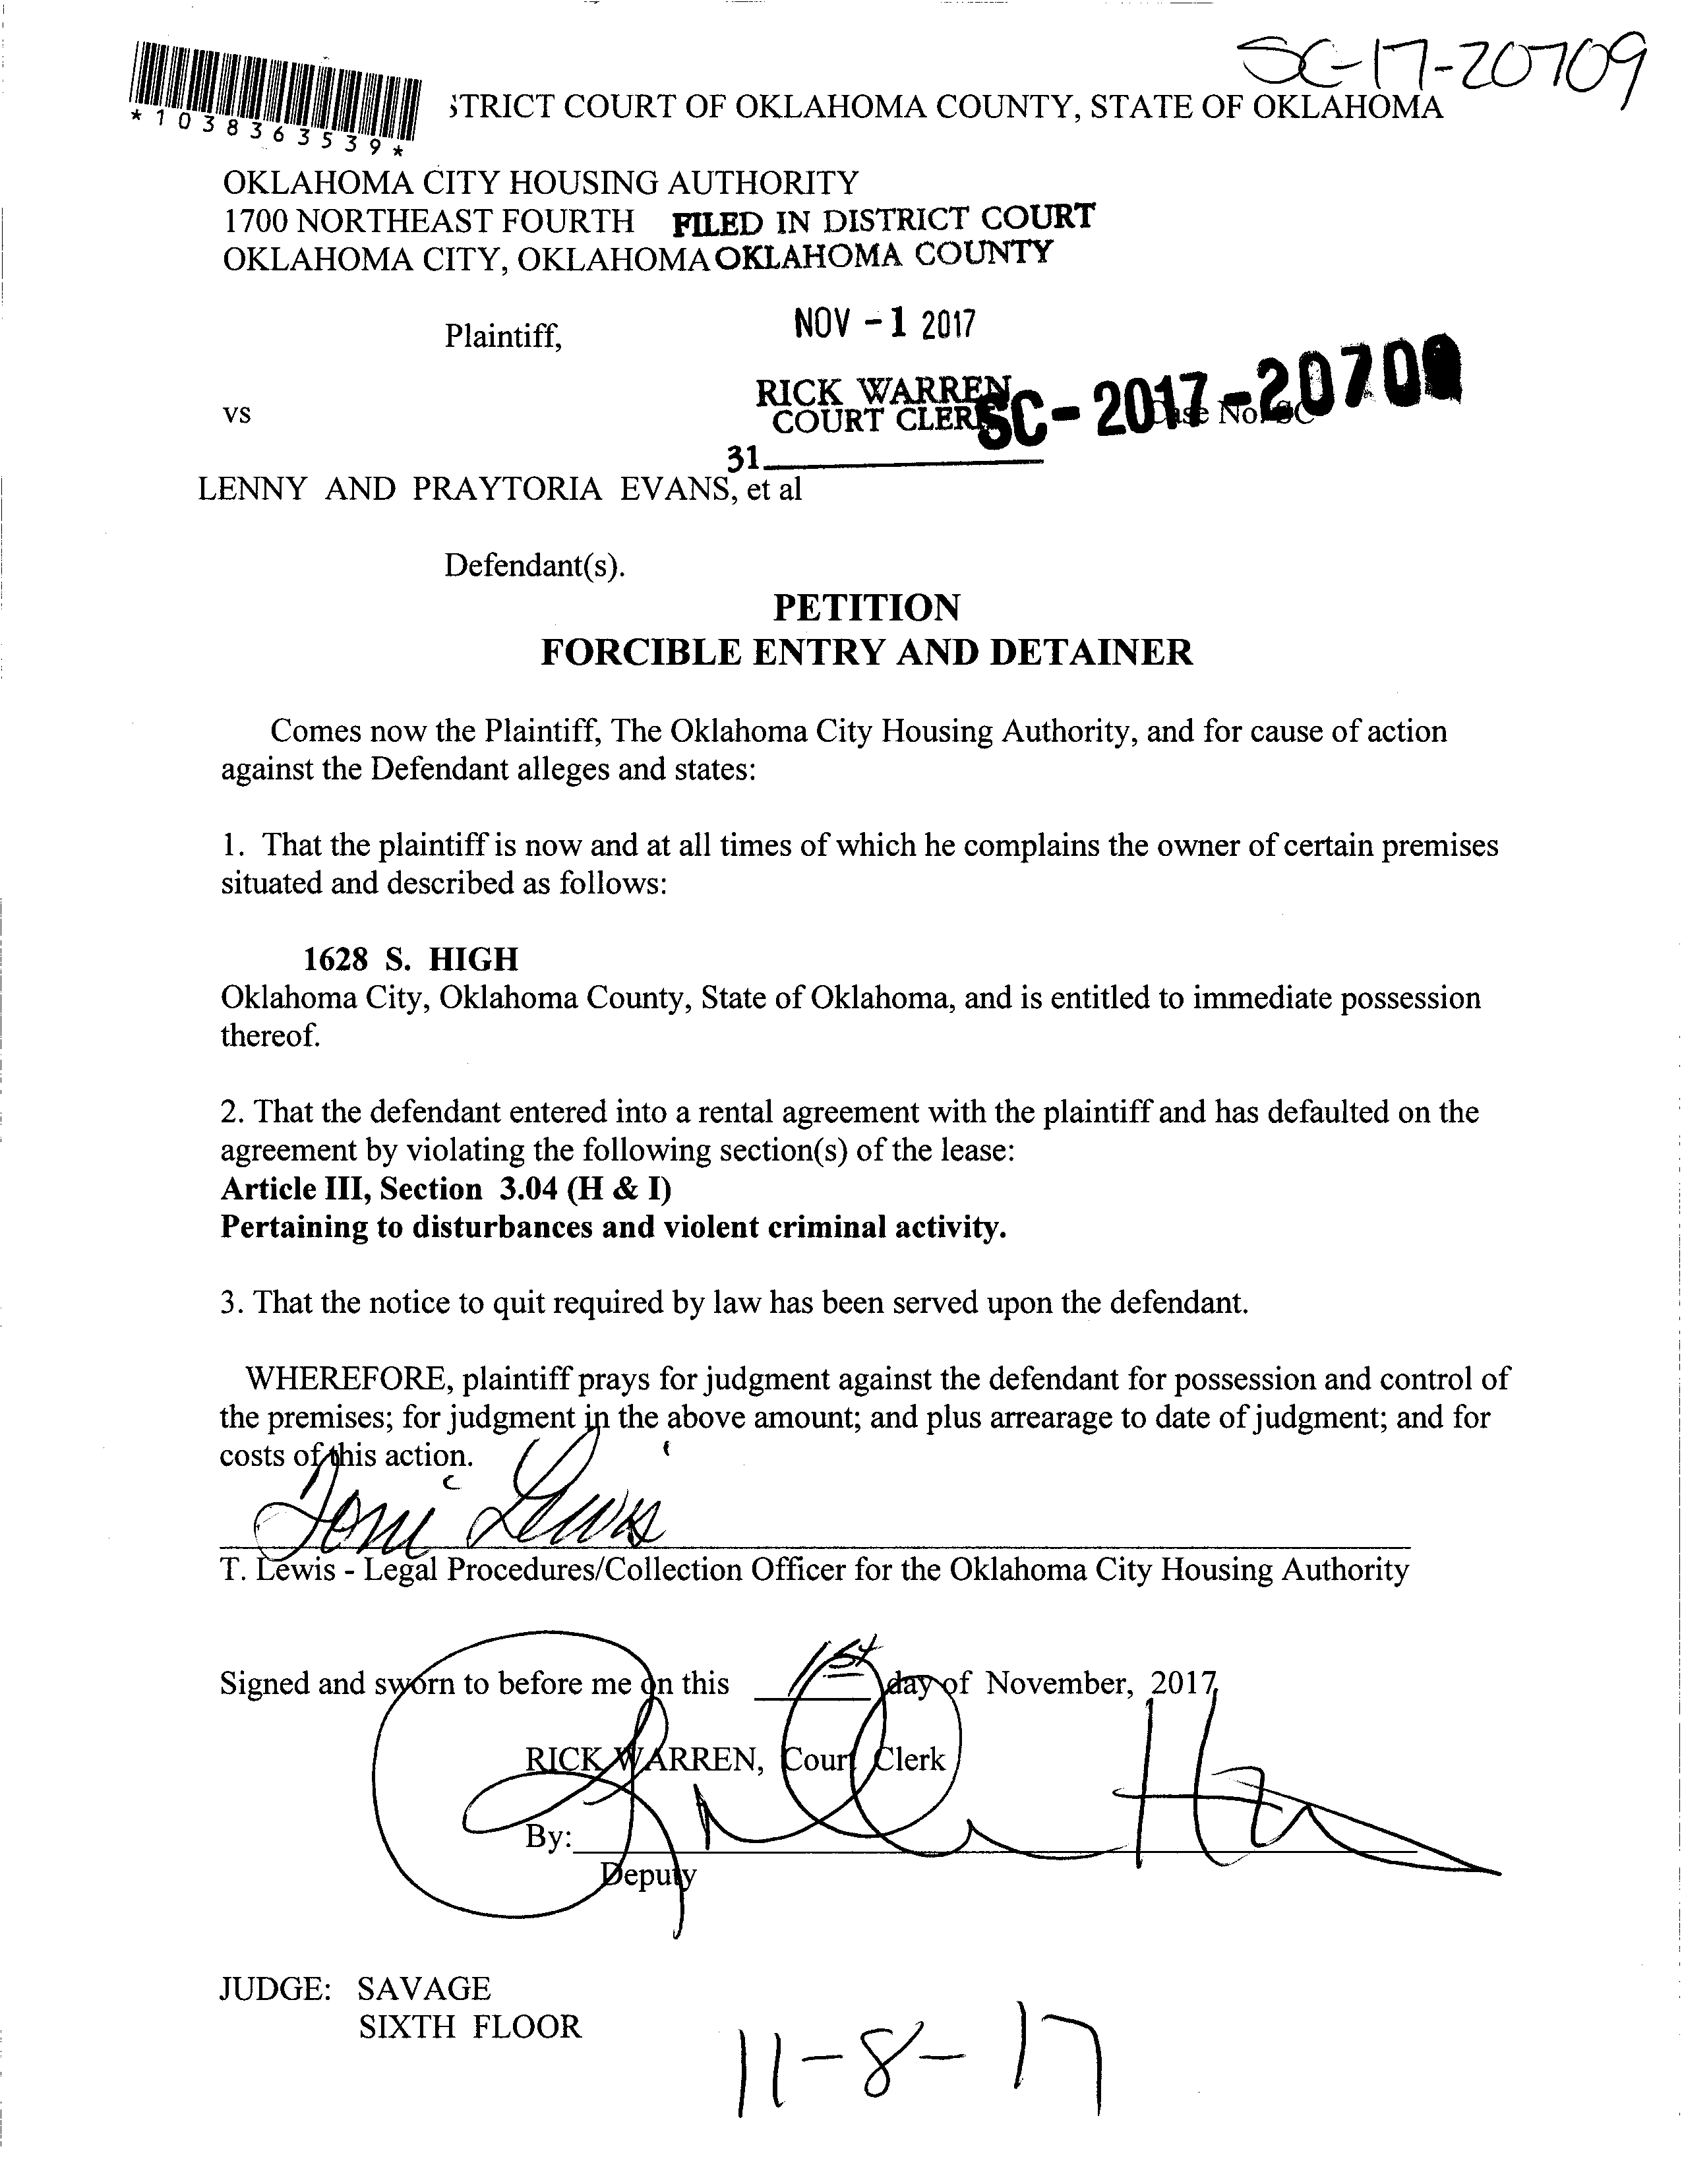 SC-17-20709
*1038363539*
STRICT COURT OF OKLAHOMA COUNTY, STATE OF OKLAHOMA
OKLAHOMA CITY HOUSING AUTHORITY
1700 NORTHEAST FOURTH FILED IN DISTRICT COURT
OKLAHOMA CITY, OKLAHOMA OKLAHOMA COUNTY
Plaintiff,
NOV -1 2017
RICK WARREN
vs COURT CLERK SC-2017-20709 Case No. SC
31
LENNY AND PRAYTORIA EVANS, et al
Defendant(s).
PETITION
FORCIBLE ENTRY AND DETAINER
Comes now the Plaintiff, The Oklahoma City Housing Authority, and for cause of action
against the Defendant alleges and states:
1. That the plaintiff is now and at all times of which he complains the owner of certain premises
situated and described as follows:
1628 S. HIGH
Oklahoma City, Oklahoma County, State of Oklahoma, and is entitled to immediate possession
thereof.
2. That the defendant entered into a rental agreement with the plaintiff and has defaulted on the
agreement by violating the following section(s) of the lease:
Article III, Section 3.04 (H & I)
Pertaining to disturbances and violent criminal activity.
3. That the notice to quit required by law has been served upon the defendant.
WHEREFORE, plaintiff prays for judgment against the defendant for possession and control of
the premises; for judgment in the above amount; and plus arrearage to date of judgment; and for
costs of this action.
Toni Lewis
T. Lewis - Legal Procedures/Collection Officer for the Oklahoma City Housing Authority
Signed and sworn to before me on this 1st day of November, 2017,
RICK WARREN, Court Clerk
By:
Deputy
JUDGE: SAVAGE
SIXTH FLOOR
11-8-17